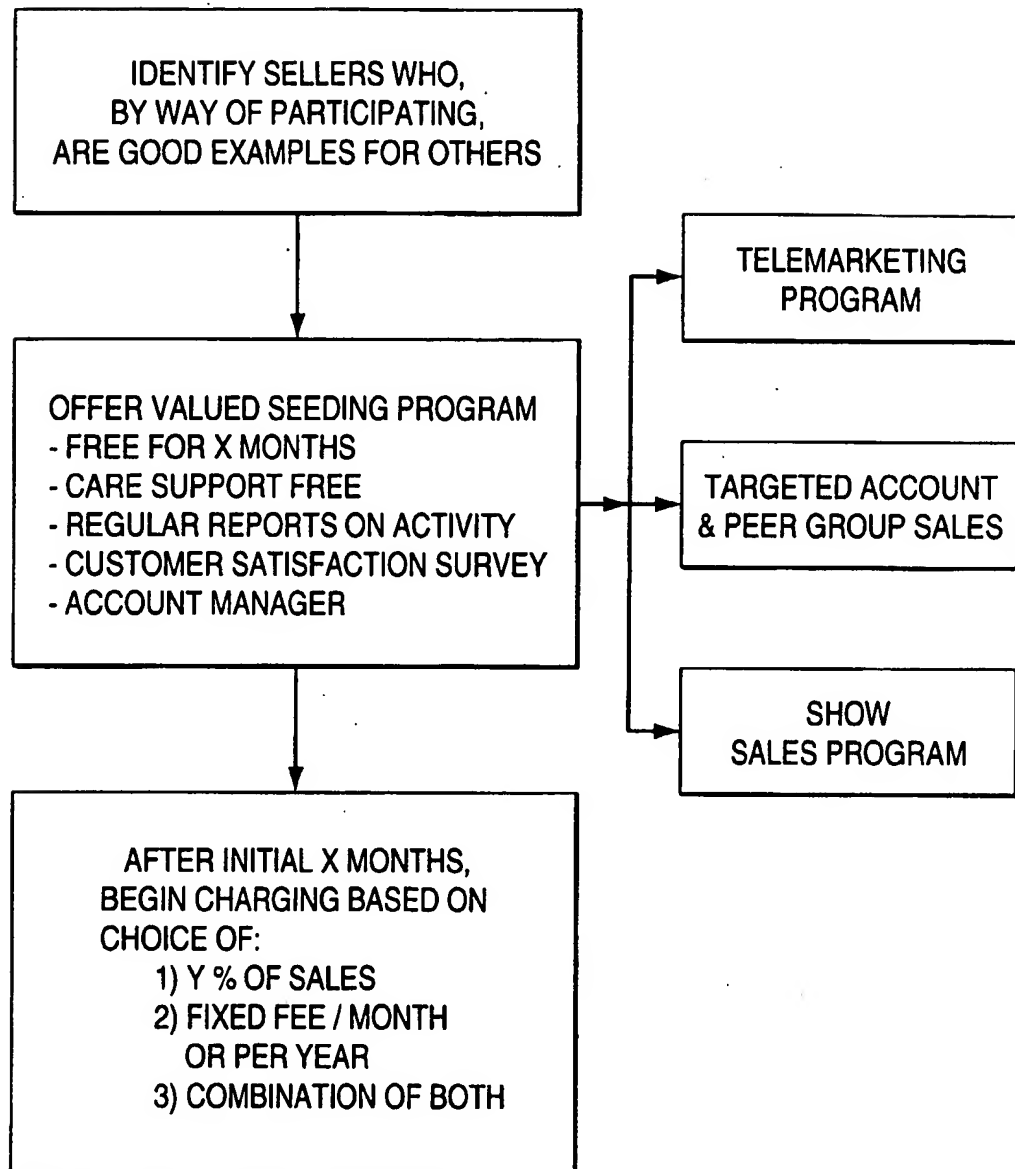 IDENTIFY SELLERS WHO,
BY WAY OF PARTICIPATING,
ARE GOOD EXAMPLES FOR OTHERS
OFFER VALUED SEEDING PROGRAM
- FREE FOR X MONTHS
- CARE SUPPORT FREE
- REGULAR REPORTS ON ACTIVITY
- CUSTOMER SATISFACTION SURVEY
- ACCOUNT MANAGER
TELEMARKETING
PROGRAM
TARGETED ACCOUNT
& PEER GROUP SALES
SHOW
SALES PROGRAM
AFTER INITIAL X MONTHS,
BEGIN CHARGING BASED ON
CHOICE OF:
1) Y % OF SALES
2) FIXED FEE / MONTH
OR PER YEAR
3) COMBINATION OF BOTH